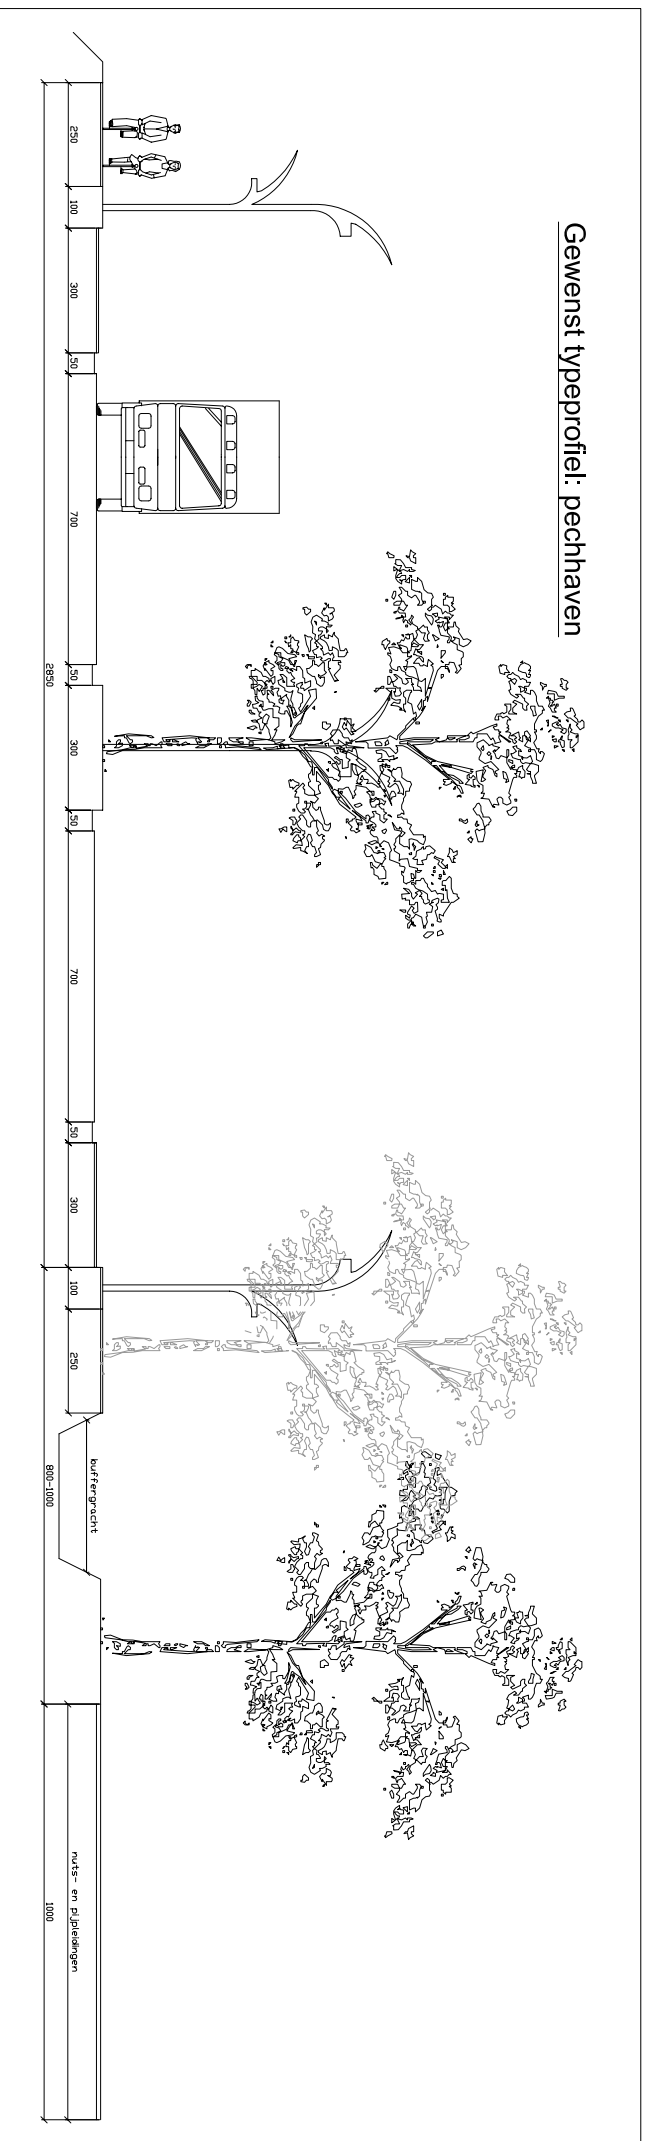 Gewenst typeprofiel: pechhaven
buffergracht
nuts- en pijpleidingen
250 100 300 50 700 50 300 50 700 50 300 100 250
2850 800-1000 1000